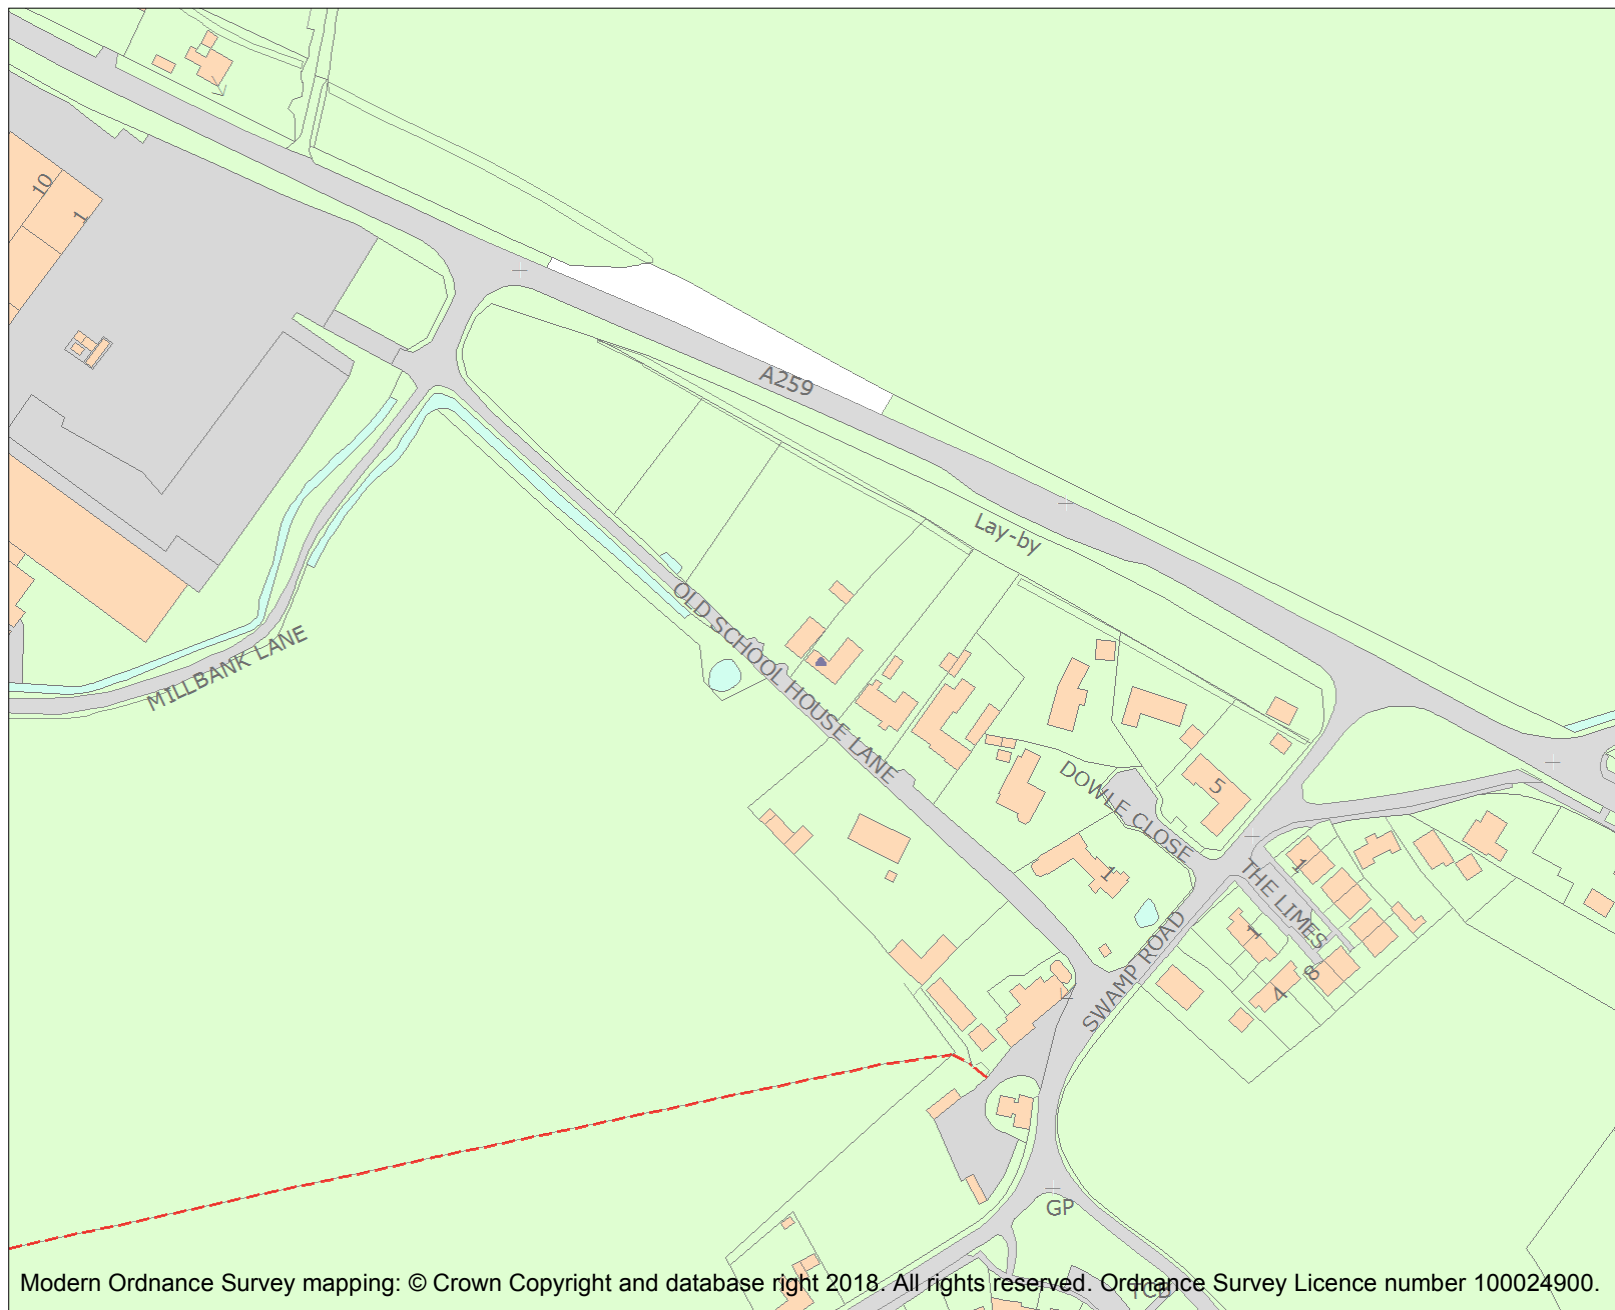 10
1
A259
Lay-by
OLD SCHOOL HOUSE LANE
MILLBANK LANE
DOWLE CLOSE
5
1
1
THE LIMES
1
8
4
SWAMP ROAD
GP
TCB
Modern Ordnance Survey mapping: © Crown Copyright and database right 2018. All rights reserved. Ordnance Survey Licence number 100024900.